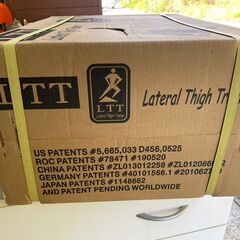 LTT
LTT
Lateral Thigh Trainer
Lateral Thigh Tr
US PATENTS #5,665,033 D456,0525
ROC PATENTS #78471 #190520
CHINA PATENTS #ZL013012258 #ZL012086
GERMANY PATENTS #40101566.1 #2010627
JAPAN PATENTS #1148662
AND PATENT PENDING WORLDWIDE